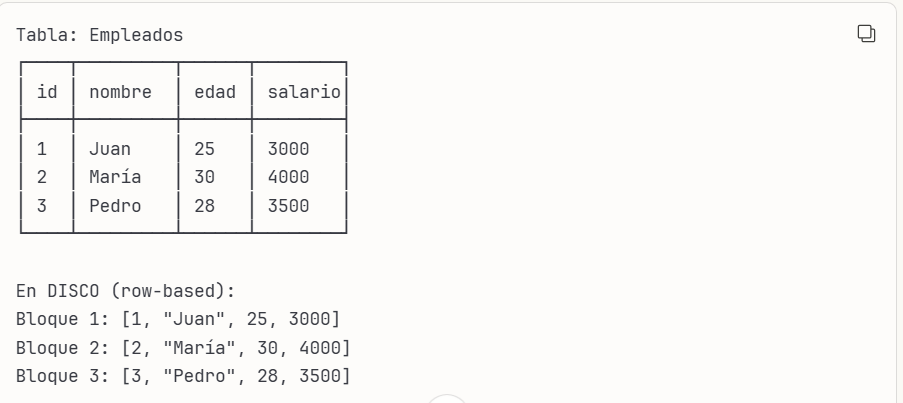 Tabla: Empleados
id nombre edad salario
1 Juan 25 3000
2 María 30 4000
3 Pedro 28 3500
En DISCO (row-based):
Bloque 1: [1, "Juan", 25, 3000]
Bloque 2: [2, "María", 30, 4000]
Bloque 3: [3, "Pedro", 28, 3500]